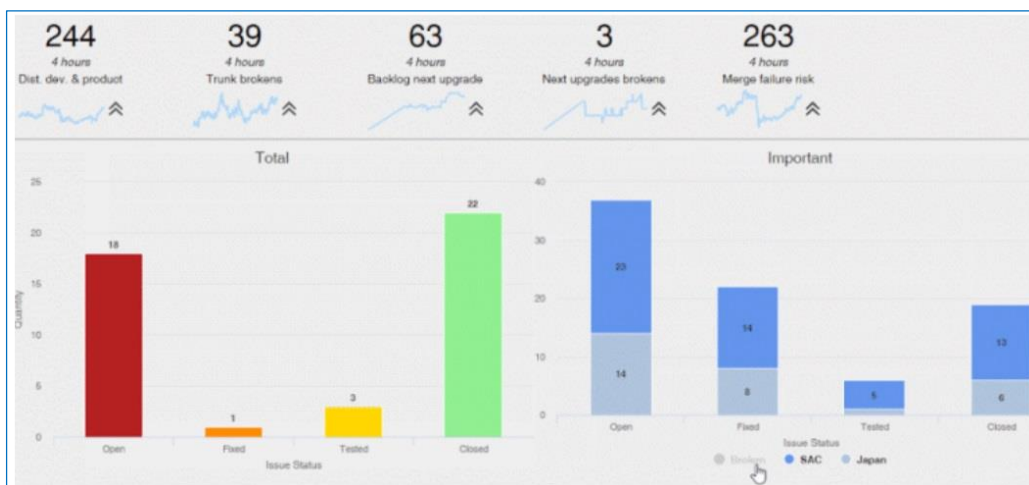 244 39 63 3 263
4 hours 4 hours 4 hours 4 hours 4 hours
Dist. dev. & product Trunk brokens Backlog next upgrade Next upgrades brokens Merge failure risk
Total
25
20
15
10
5
0
Quantity
18
1
3
22
Open Fixed Tested Closed
Issue Status
Important
40
30
20
10
0
23
14
14
8
5
13
6
Open Fixed Tested Closed
Issue Status
Broken SAC Japan